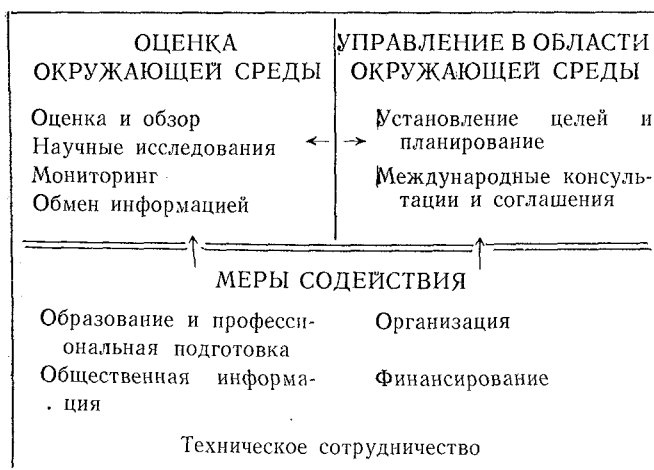 ОЦЕНКА
ОКРУЖАЮЩЕЙ СРЕДЫ
Оценка и обзор
Научные исследования
Мониторинг
Обмен информацией
УПРАВЛЕНИЕ В ОБЛАСТИ
ОКРУЖАЮЩЕЙ СРЕДЫ
Установление целей и
планирование
Международные консуль-
тации и соглашения
МЕРЫ СОДЕЙСТВИЯ
Образование и професси-
ональная подготовка
Общественная информа-
ция
Организация
Финансирование
Техническое сотрудничество